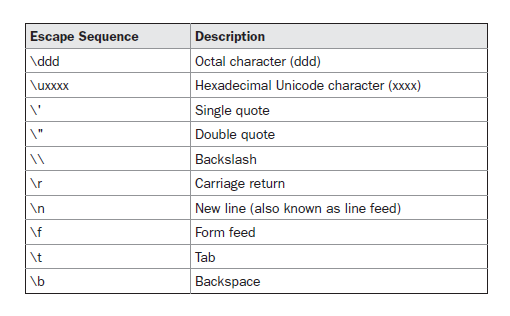 Escape Sequence Description
\ddd Octal character (ddd)
\uxxxx Hexadecimal Unicode character (xxxx)
\' Single quote
\" Double quote
\\ Backslash
\r Carriage return
\n New line (also known as line feed)
\f Form feed
\t Tab
\b Backspace